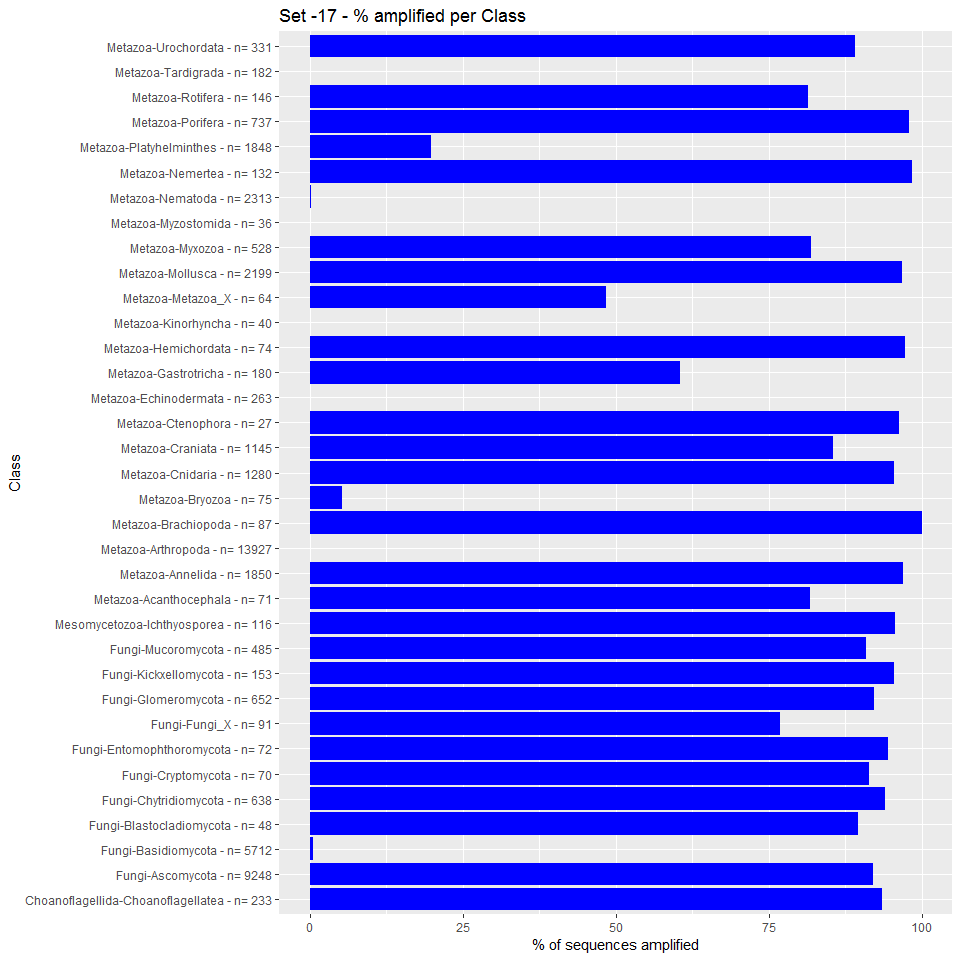 Set -17 - % amplified per Class
Metazoa-Urochordata - n= 331
Metazoa-Tardigrada - n= 182
Metazoa-Rotifera - n= 146
Metazoa-Porifera - n= 737
Metazoa-Platyhelminthes - n= 1848
Metazoa-Nemertea - n= 132
Metazoa-Nematoda - n= 2313
Metazoa-Myzostomida - n= 36
Metazoa-Myxozoa - n= 528
Metazoa-Mollusca - n= 2199
Metazoa-Metazoa_X - n= 64
Metazoa-Kinorhyncha - n= 40
Metazoa-Hemichordata - n= 74
Metazoa-Gastrotricha - n= 180
Metazoa-Echinodermata - n= 263
Metazoa-Ctenophora - n= 27
Metazoa-Craniata - n= 1145
Metazoa-Cnidaria - n= 1280
Metazoa-Bryozoa - n= 75
Metazoa-Brachiopoda - n= 87
Metazoa-Arthropoda - n= 13927
Metazoa-Annelida - n= 1850
Metazoa-Acanthocephala - n= 71
Mesomycetozoa-Ichthyosporea - n= 116
Fungi-Mucoromycota - n= 485
Fungi-Kickxellomycota - n= 153
Fungi-Glomeromycota - n= 652
Fungi-Fungi_X - n= 91
Fungi-Entomophthoromycota - n= 72
Fungi-Cryptomycota - n= 70
Fungi-Chytridiomycota - n= 638
Fungi-Blastocladiomycota - n= 48
Fungi-Basidiomycota - n= 5712
Fungi-Ascomycota - n= 9248
Choanoflagellida-Choanoflagellatea - n= 233
Class
0 25 50 75 100
% of sequences amplified